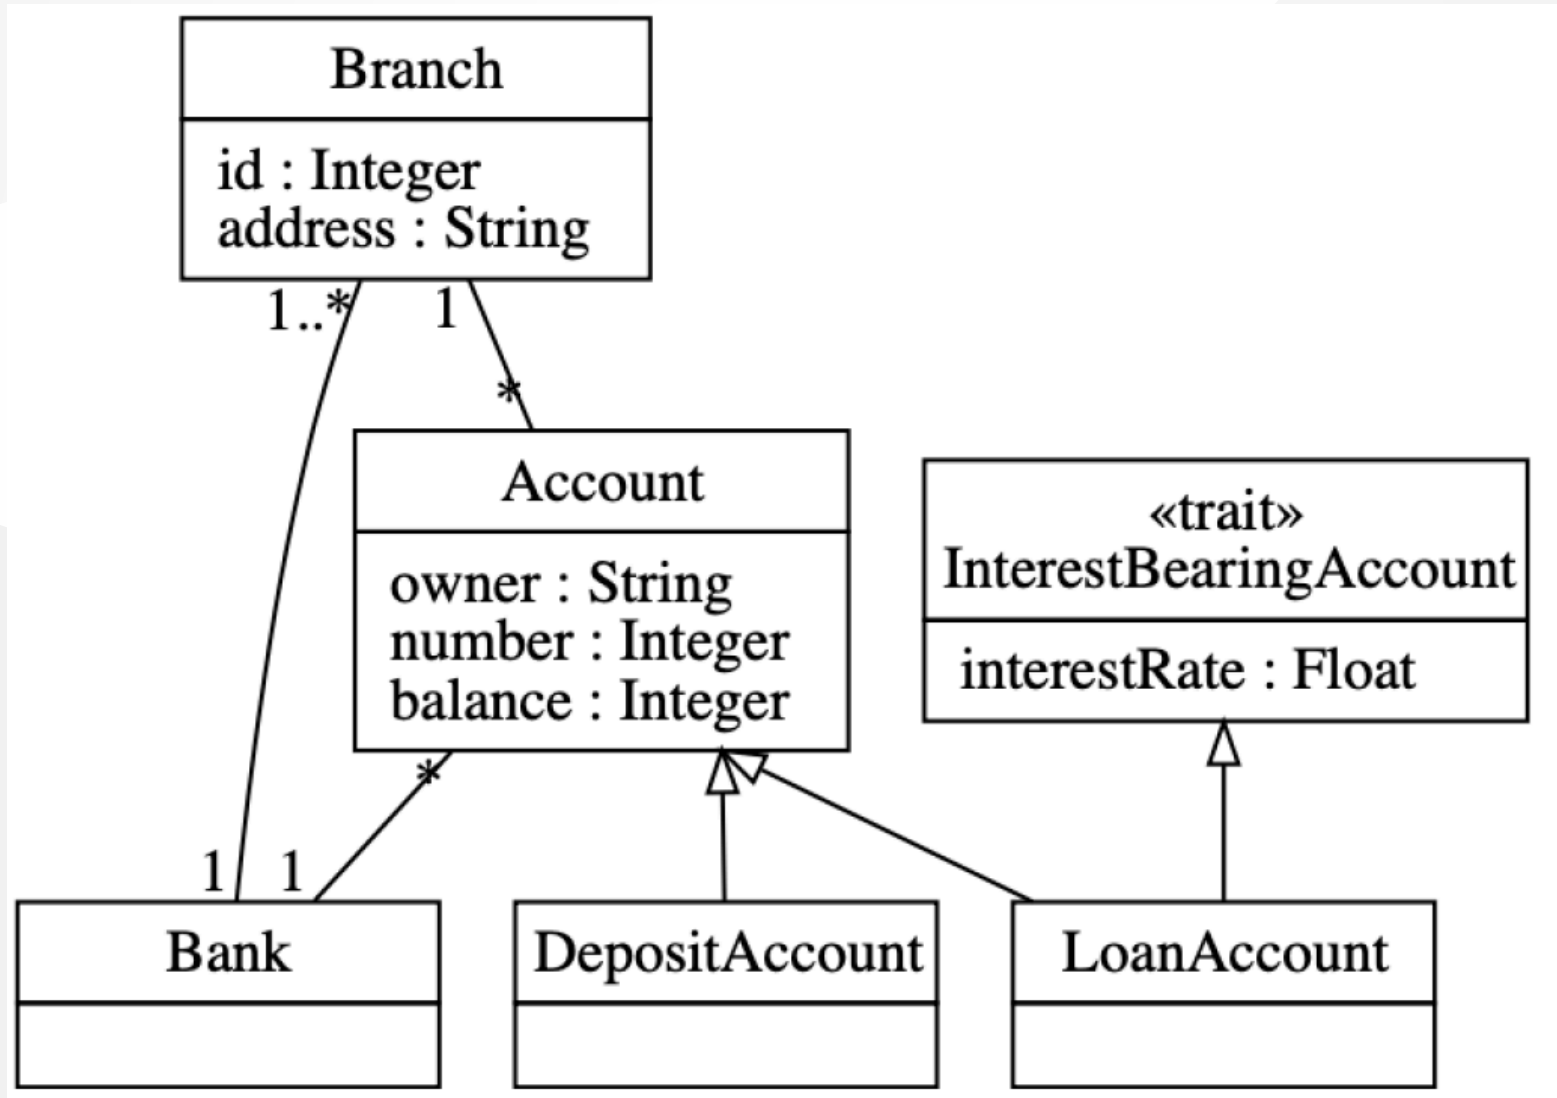 Branch
id : Integer
address : String
1..*
1
*
Account
owner : String
number : Integer
balance : Integer
«trait»
InterestBearingAccount
interestRate : Float
*
1
1
Bank
DepositAccount
LoanAccount